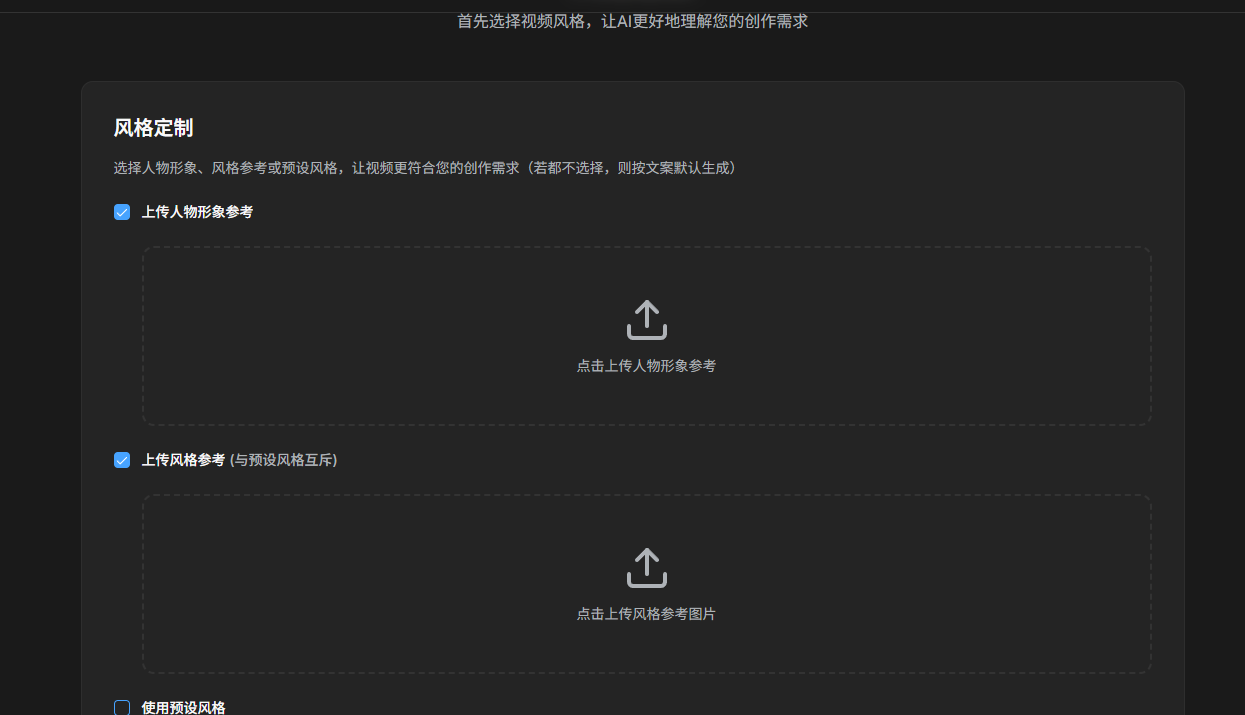 首先选择视频风格，让AI更好地理解您的创作需求
风格定制
选择人物形象、风格参考或预设风格，让视频更符合您的创作需求（若都不选择，则按文案默认生成）
上传人物形象参考
点击上传人物形象参考
上传风格参考 (与预设风格互斥)
点击上传风格参考图片
使用预设风格